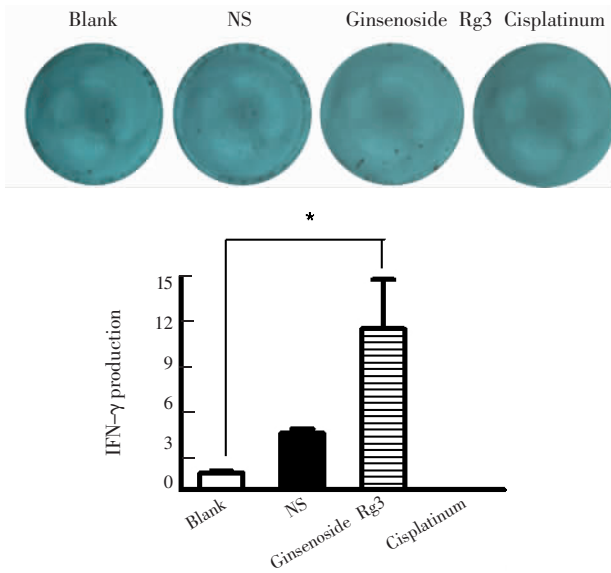 Blank NS Ginsenoside Rg3 Cisplatinum
*
15
12
9
6
3
0
IFN-γ production
Blank
NS
Ginsenoside Rg3
Cisplatinum